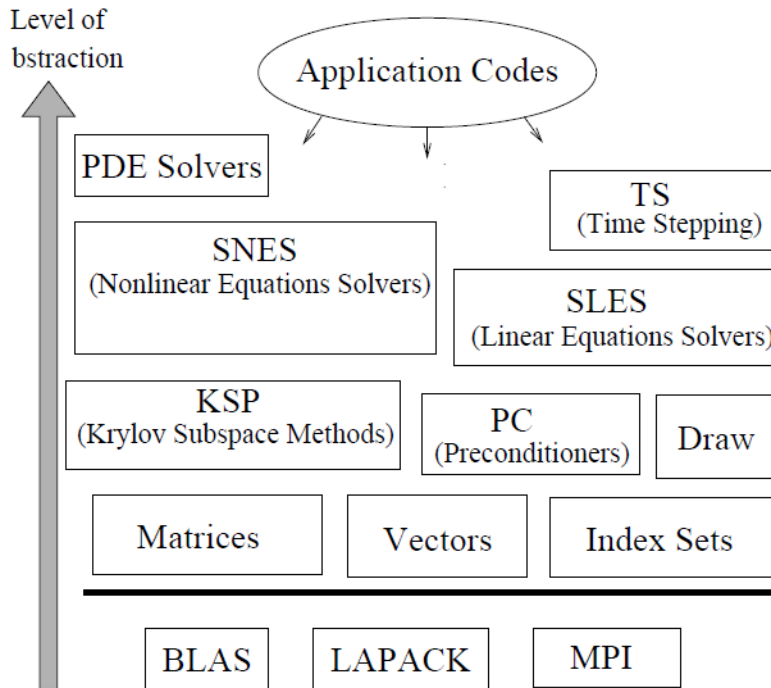 Level of
bstraction
Application Codes
PDE Solvers
TS
(Time Stepping)
SNES
(Nonlinear Equations Solvers)
SLES
(Linear Equations Solvers)
KSP
(Krylov Subspace Methods)
PC
(Preconditioners)
Draw
Matrices
Vectors
Index Sets
BLAS
LAPACK
MPI